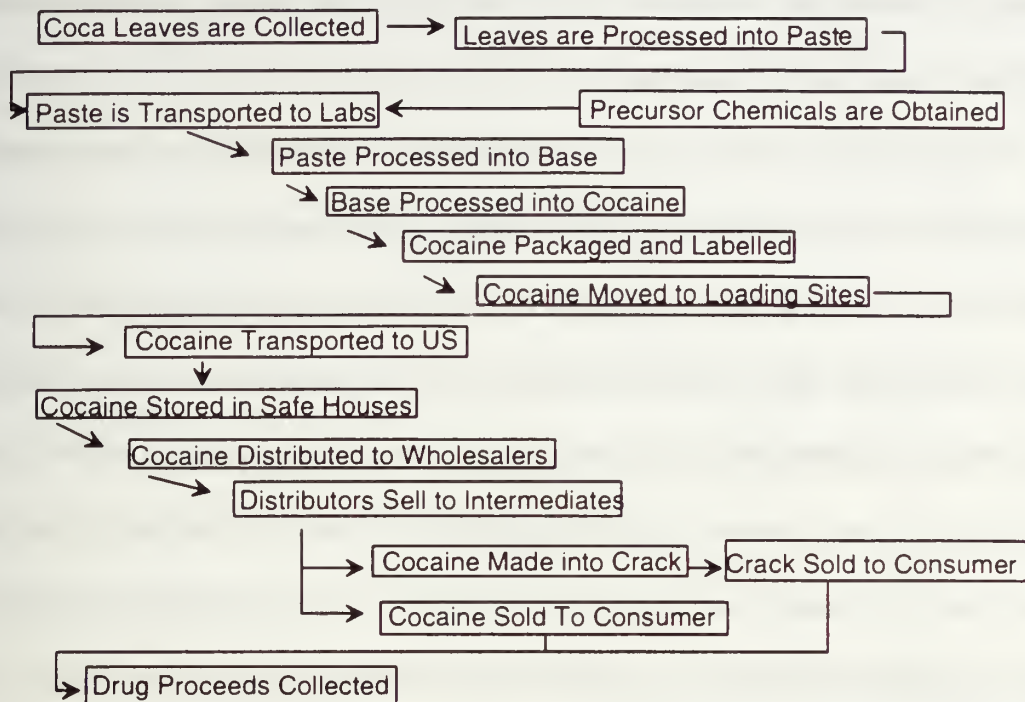 Coca Leaves are Collected
Leaves are Processed into Paste
Paste is Transported to Labs
Precursor Chemicals are Obtained
Paste Processed into Base
Base Processed into Cocaine
Cocaine Packaged and Labelled
Cocaine Moved to Loading Sites
Cocaine Transported to US
Cocaine Stored in Safe Houses
Cocaine Distributed to Wholesalers
Distributors Sell to Intermediates
Cocaine Made into Crack
Crack Sold to Consumer
Cocaine Sold To Consumer
Drug Proceeds Collected